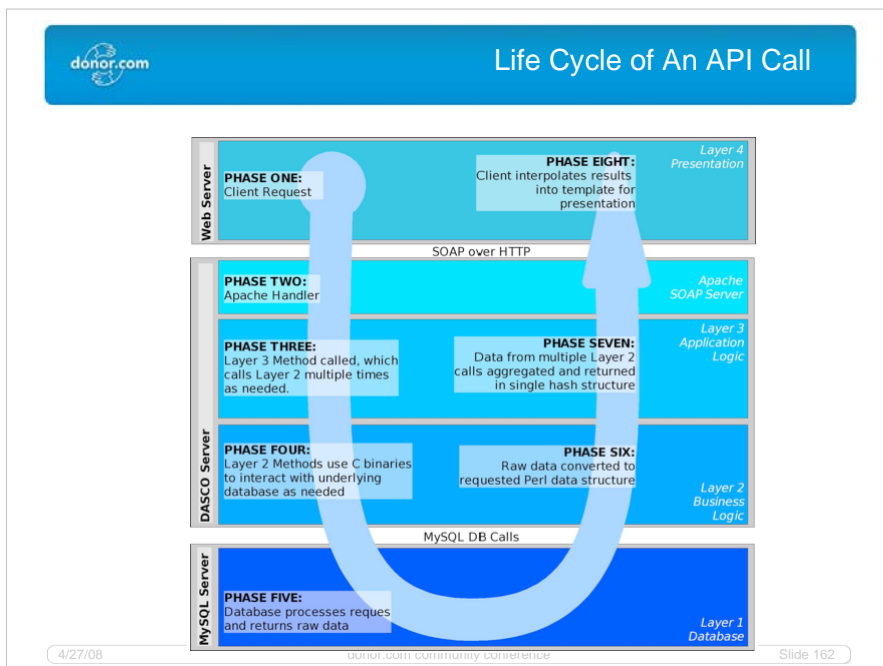 donor.com
Life Cycle of An API Call
Web Server
PHASE ONE:
Client Request
PHASE EIGHT:
Client interpolates results
into template for
presentation
Layer 4
Presentation
SOAP over HTTP
DASCO Server
PHASE TWO:
Apache Handler
Apache
SOAP Server
PHASE THREE:
Layer 3 Method called, which
calls Layer 2 multiple times
as needed.
PHASE SEVEN:
Data from multiple Layer 2
calls aggregated and returned
in single hash structure
Layer 3
Application
Logic
PHASE FOUR:
Layer 2 Methods use C binaries
to interact with underlying
database as needed
PHASE SIX:
Raw data converted to
requested Perl data structure
Layer 2
Business
Logic
MySQL DB Calls
MySQL Server
PHASE FIVE:
Database processes reques
and returns raw data
Layer 1
Database
4/27/08
donor.com community conference
Slide 162